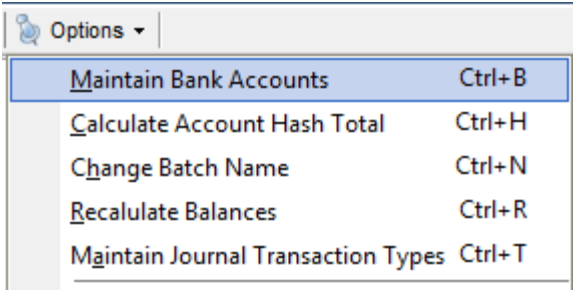 Options
Maintain Bank Accounts Ctrl+B
Calculate Account Hash Total Ctrl+H
Change Batch Name Ctrl+N
Recalulate Balances Ctrl+R
Maintain Journal Transaction Types Ctrl+T